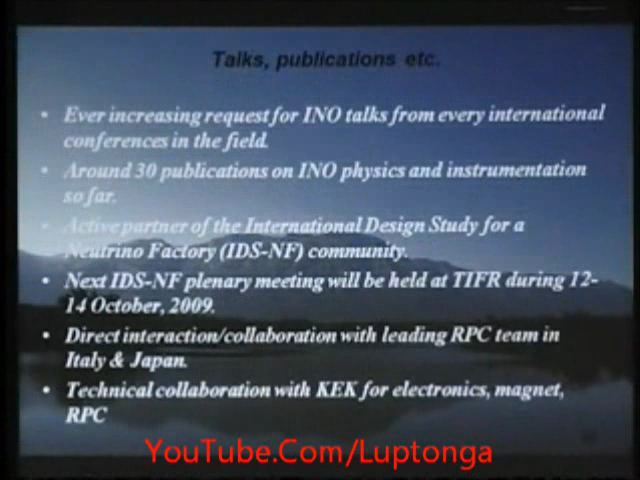 Talks, publications etc.
• Ever increasing request for INO talks from every international
conferences in the field.
• Around 30 publications on INO physics and instrumentation
so far.
• Active partner of the International Design Study for a
Neutrino Factory (IDS-NF) community.
• Next IDS-NF plenary meeting will be held at TIFR during 12-
14 October, 2009.
• Direct interaction/collaboration with leading RPC team in
Italy & Japan.
• Technical collaboration with KEK for electronics, magnet,
RPC
YouTube.Com/Luptonga